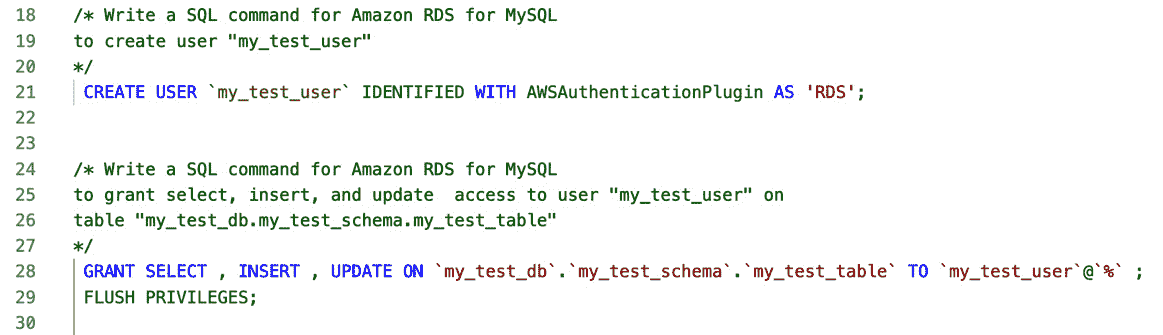 18 /* Write a SQL command for Amazon RDS for MySQL
19 to create user "my_test_user"
20 */
21 CREATE USER `my_test_user` IDENTIFIED WITH AWSAuthenticationPlugin AS 'RDS';
22
23
24 /* Write a SQL command for Amazon RDS for MySQL
25 to grant select, insert, and update  access to user "my_test_user" on
26 table "my_test_db.my_test_schema.my_test_table"
27 */
28 GRANT SELECT , INSERT , UPDATE ON `my_test_db`.`my_test_schema`.`my_test_table` TO `my_test_user`@`%` ;
29 FLUSH PRIVILEGES;
30